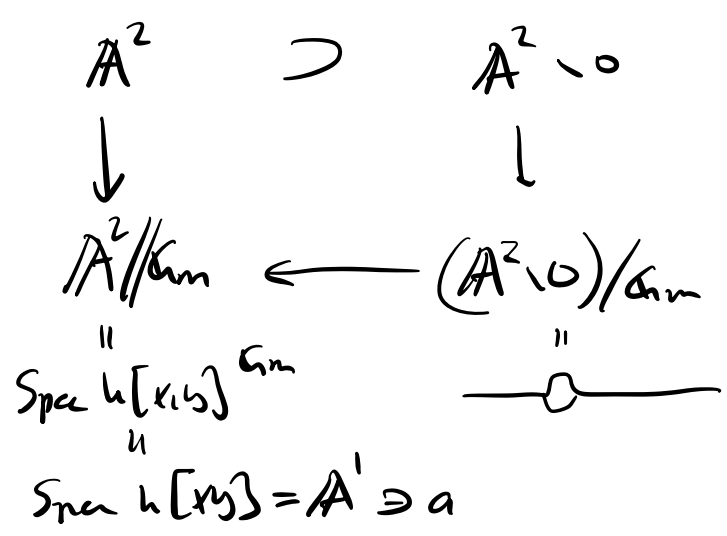 𝔸² ⊃ 𝔸² \ 0
↓ ↓
𝔸²//𝔾m ← (𝔸² \ 0)/𝔾m
= =
Spec k[x,y]^𝔾m
=
Spec k[xy] = 𝔸¹ ∋ a